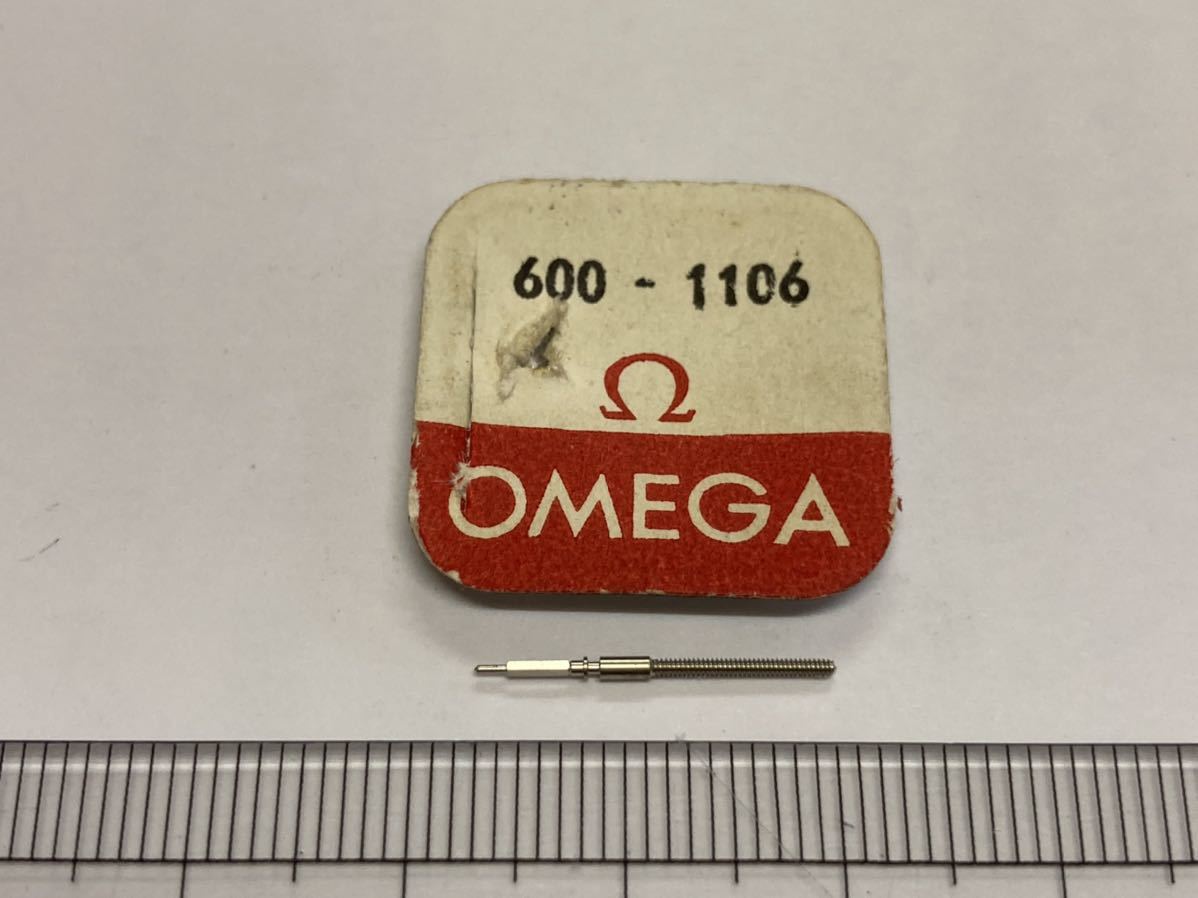 600 - 1106
Ω
OMEGA